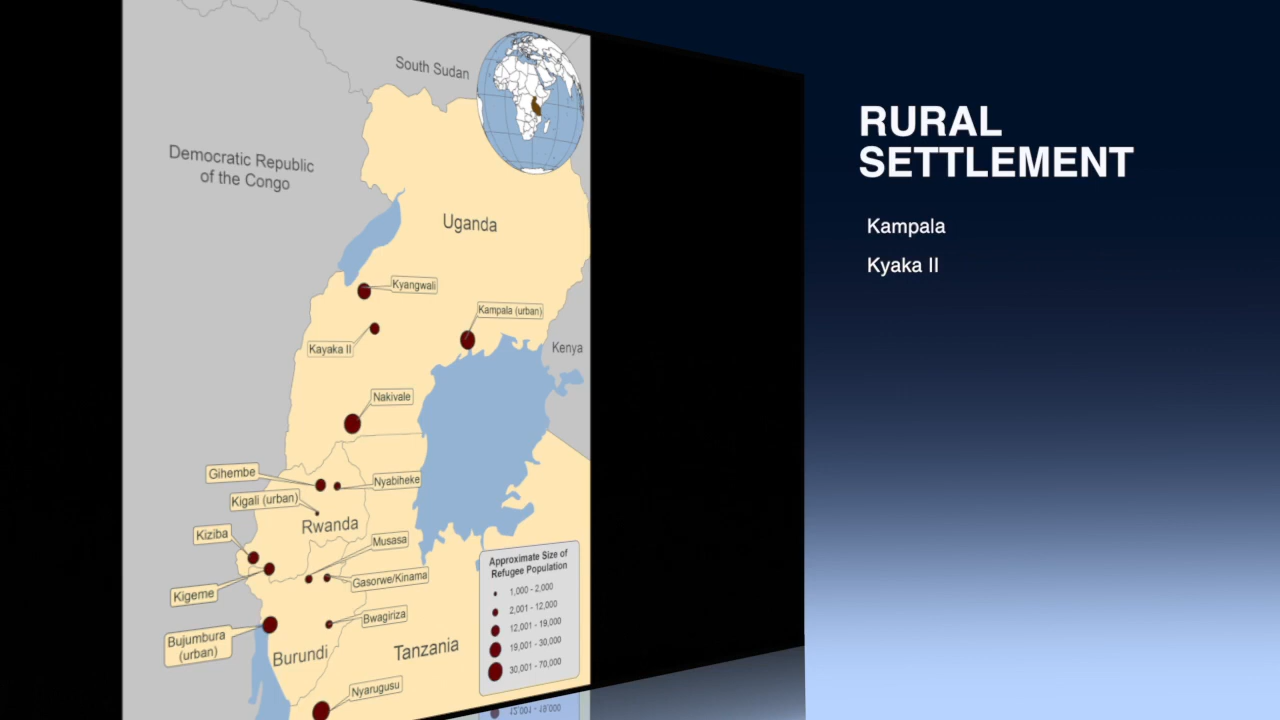 South Sudan
Democratic Republic
of the Congo
Uganda
Kyangwali
Kampala (urban)
Kayaka II
Kenya
Nakivale
Gihembe
Nyabiheke
Kigali (urban)
Rwanda
Kiziba
Musasa
Gasorwe/Kinama
Kigeme
Bwagiriza
Bujumbura
(urban)
Burundi
Tanzania
Nyarugusu
Approximate Size of
Refugee Population
1,000 - 2,000
2,001 - 12,000
12,001 - 19,000
19,001 - 30,000
30,001 - 70,000
RURAL
SETTLEMENT
Kampala
Kyaka II